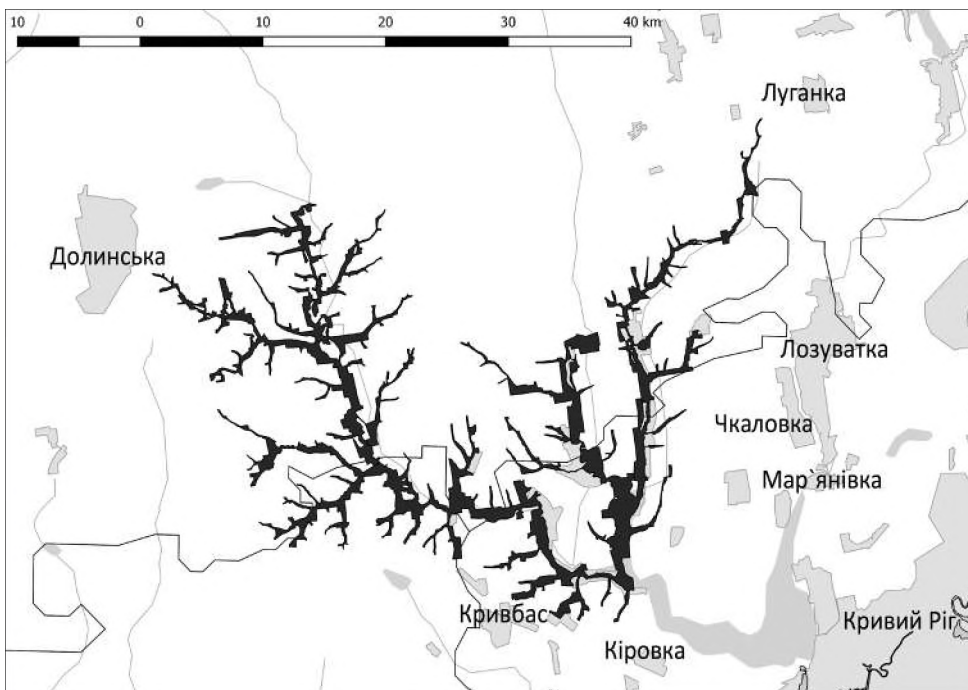 10 0 10 20 30 40 km
Луганка
Долинська
Лозуватка
Чкаловка
Мар`янівка
Кривбас
Кривий Ріг
Кіровка